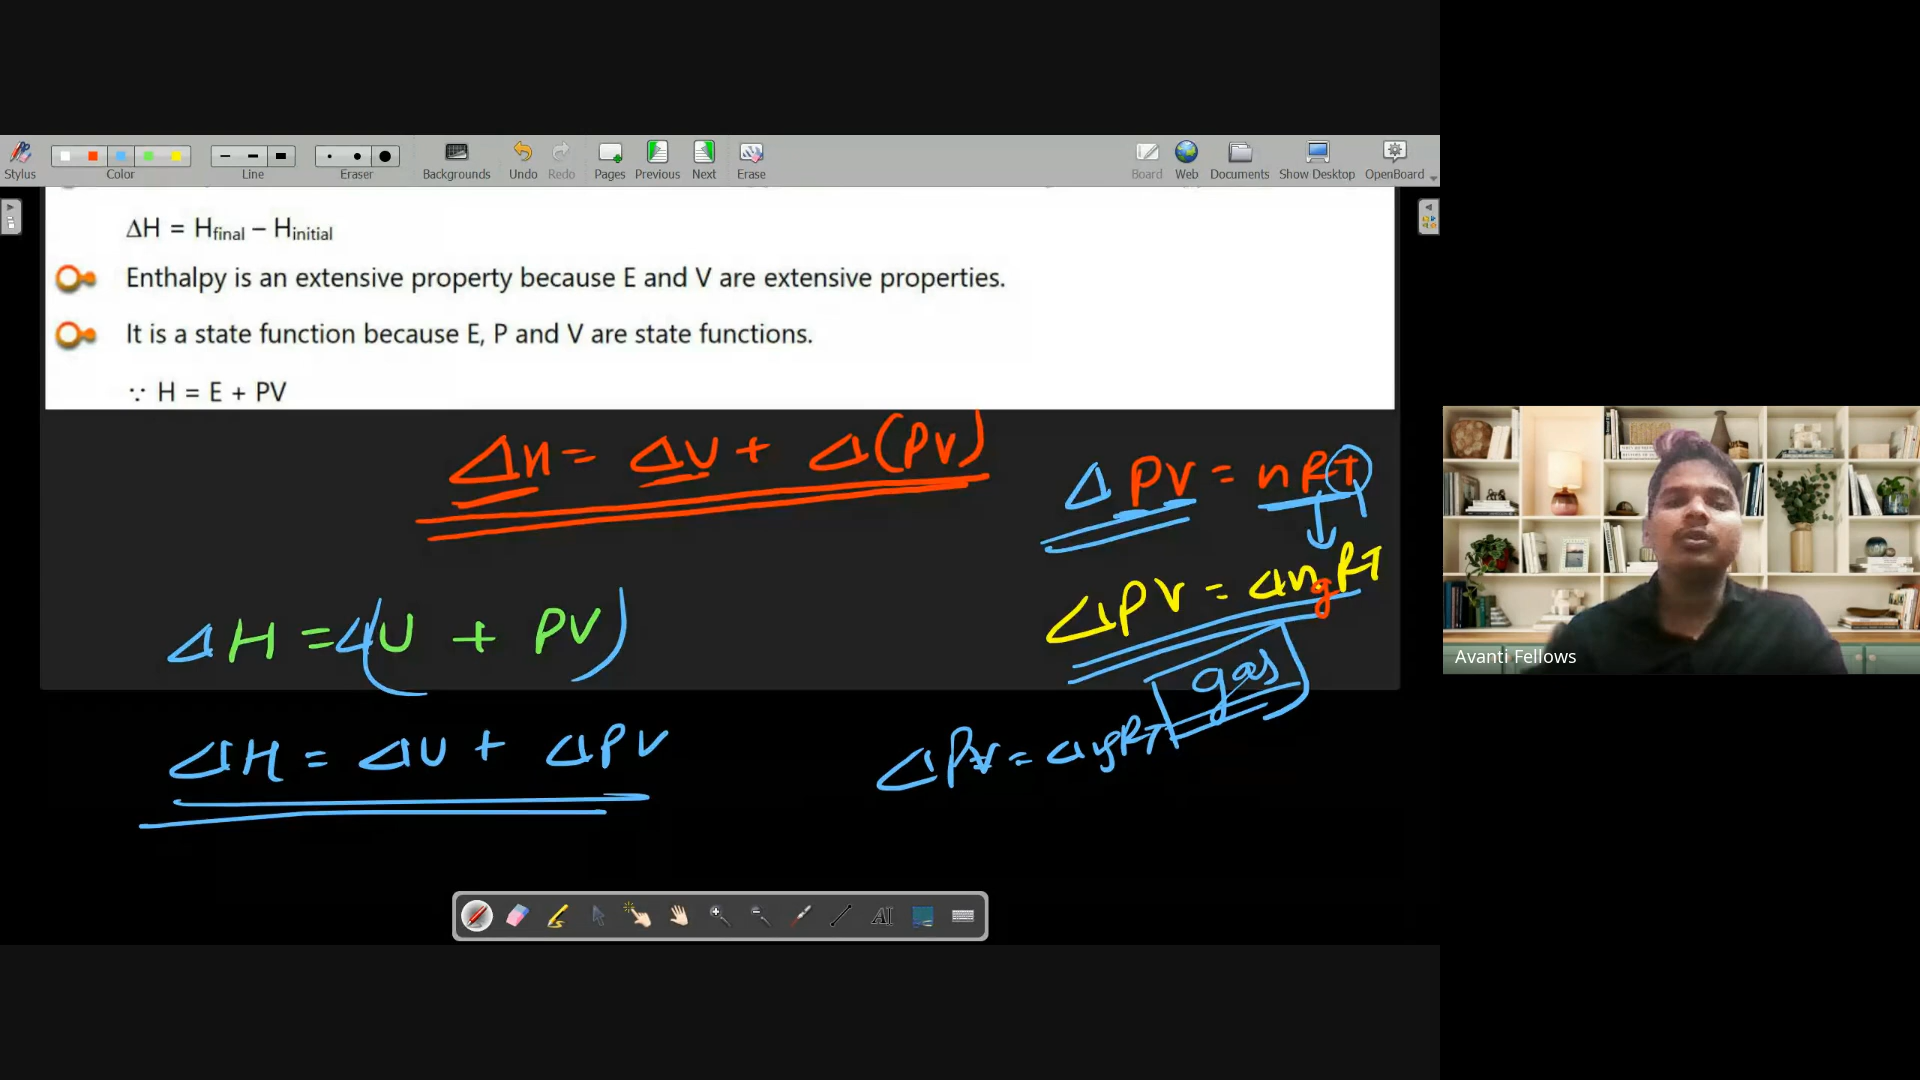 Stylus
Color
Line
Eraser
Backgrounds
Undo
Redo
Pages
Previous
Next
Erase
Board
Web
Documents
Show Desktop
OpenBoard
ΔH = Hfinal – Hinitial
Enthalpy is an extensive property because E and V are extensive properties.
It is a state function because E, P and V are state functions.
∵ H = E + PV
ΔH = ΔU + Δ(PV)
Δ PV = nRT
ΔPV = ΔngRT
gas
ΔH = Δ(U + PV)
ΔH = ΔU + ΔPV
ΔPV = ΔngRT
Avanti Fellows